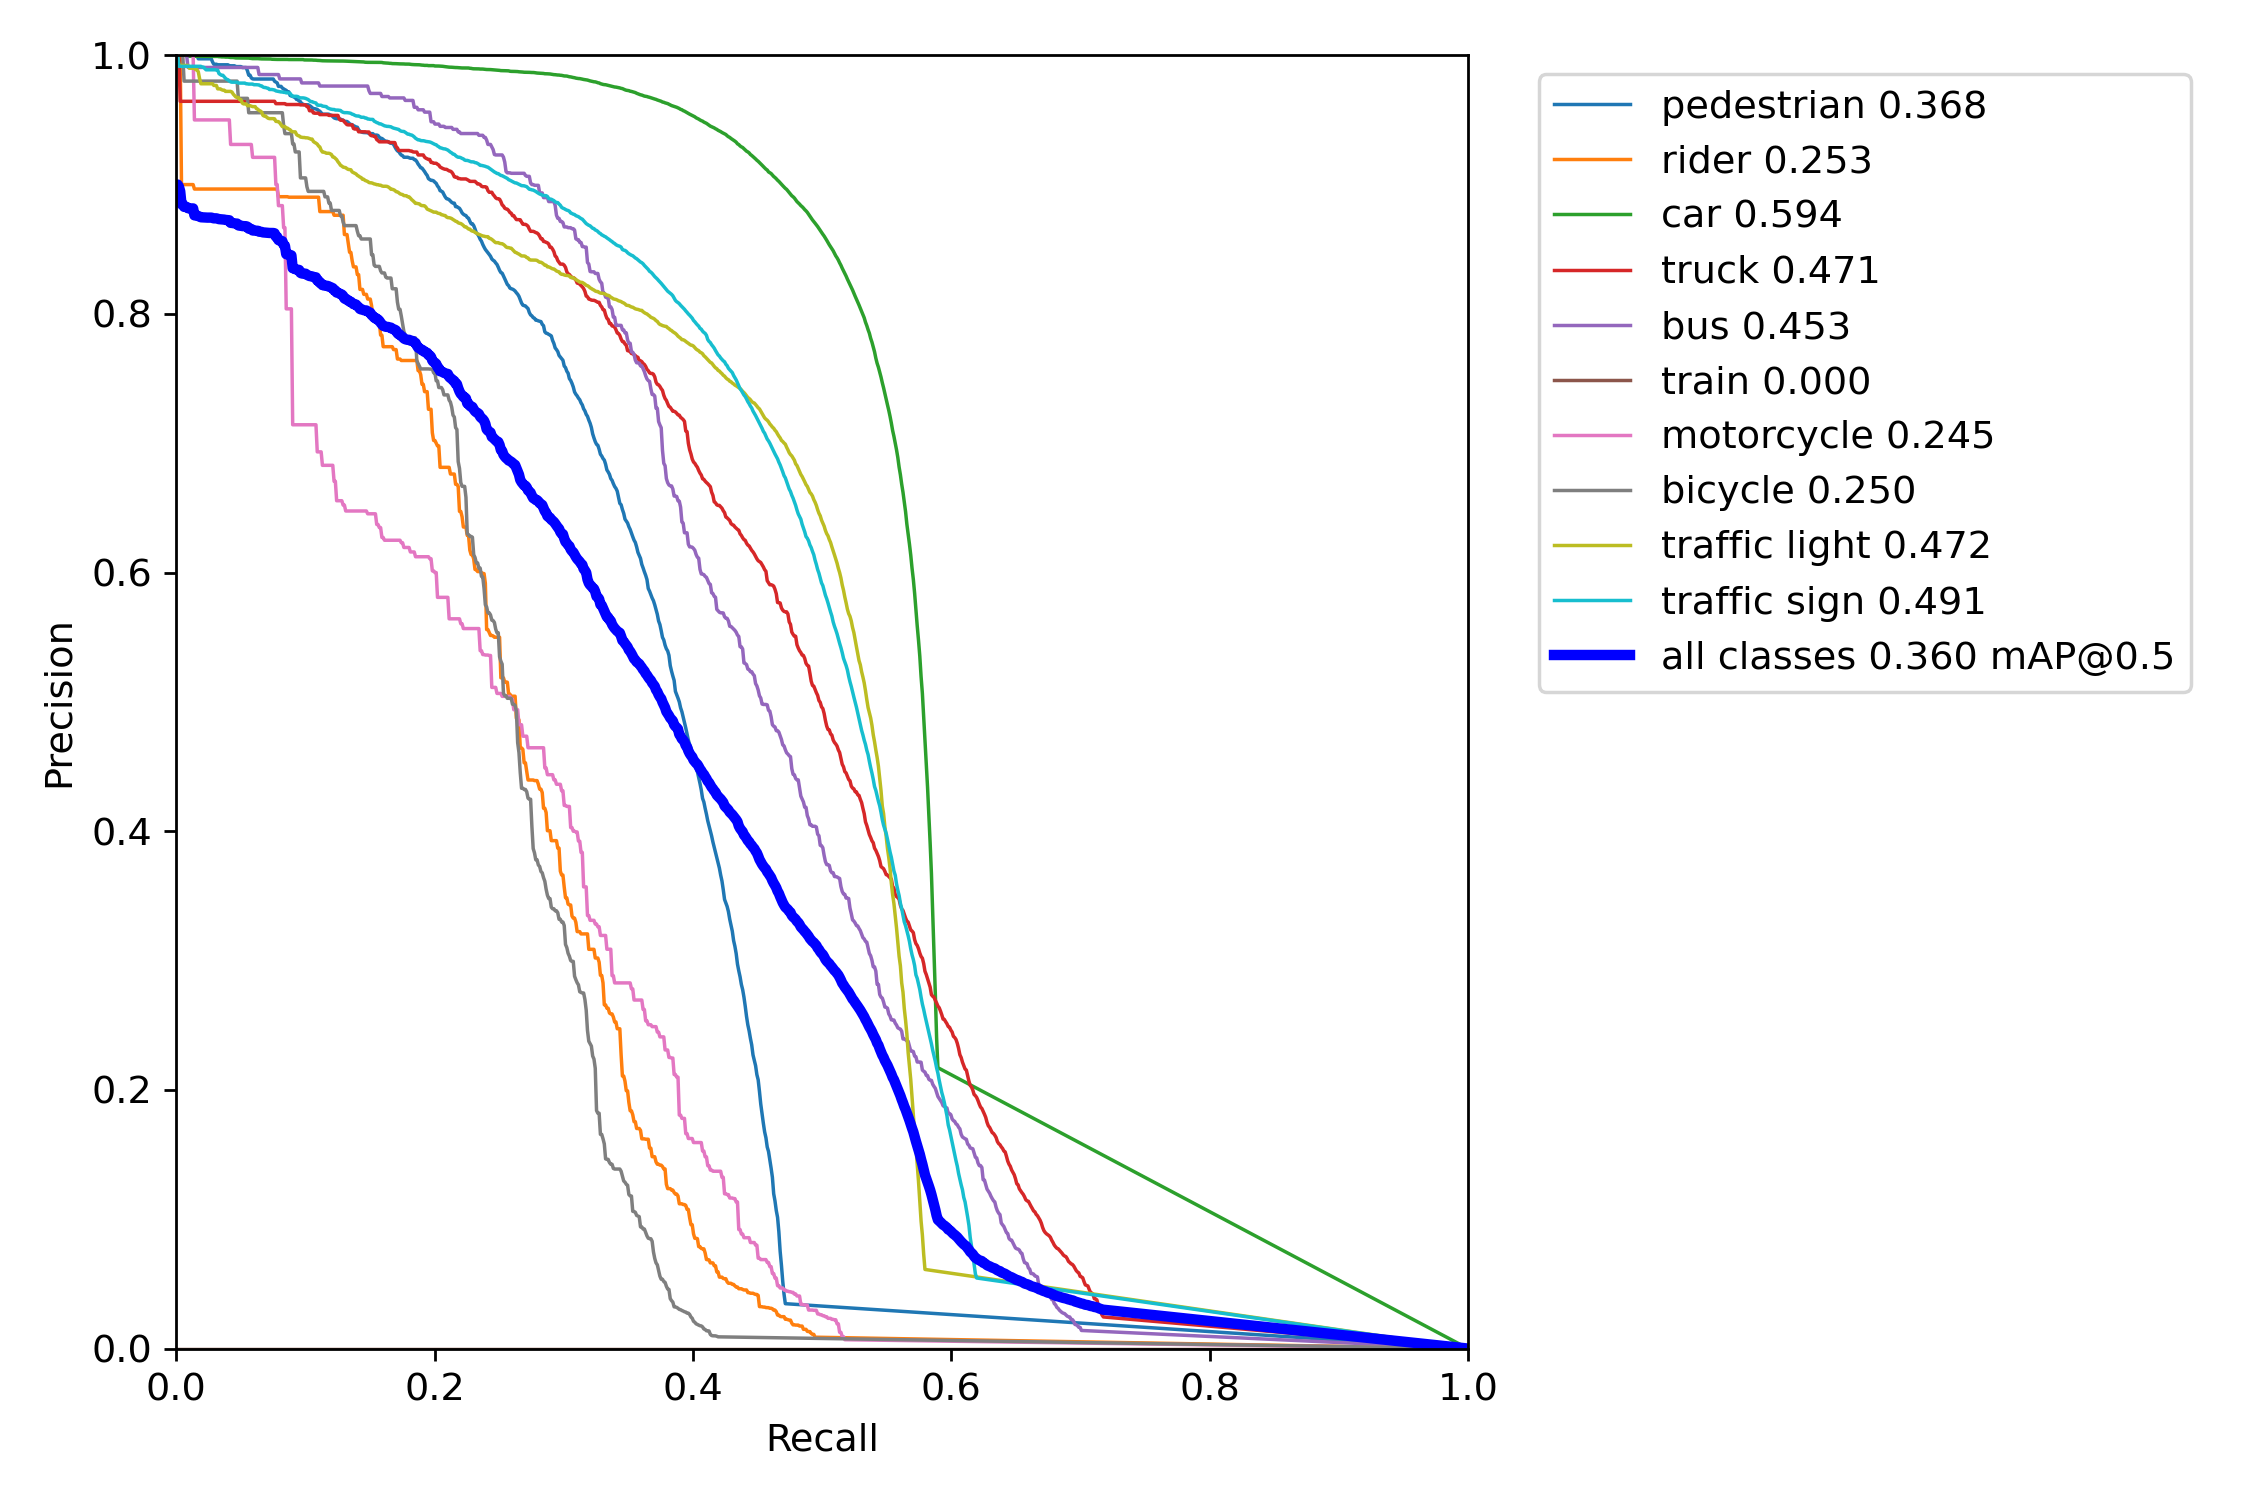 1.0
0.8
0.6
0.4
0.2
0.0
0.0 0.2 0.4 0.6 0.8 1.0
Precision
Recall
pedestrian 0.368
rider 0.253
car 0.594
truck 0.471
bus 0.453
train 0.000
motorcycle 0.245
bicycle 0.250
traffic light 0.472
traffic sign 0.491
all classes 0.360 mAP@0.5